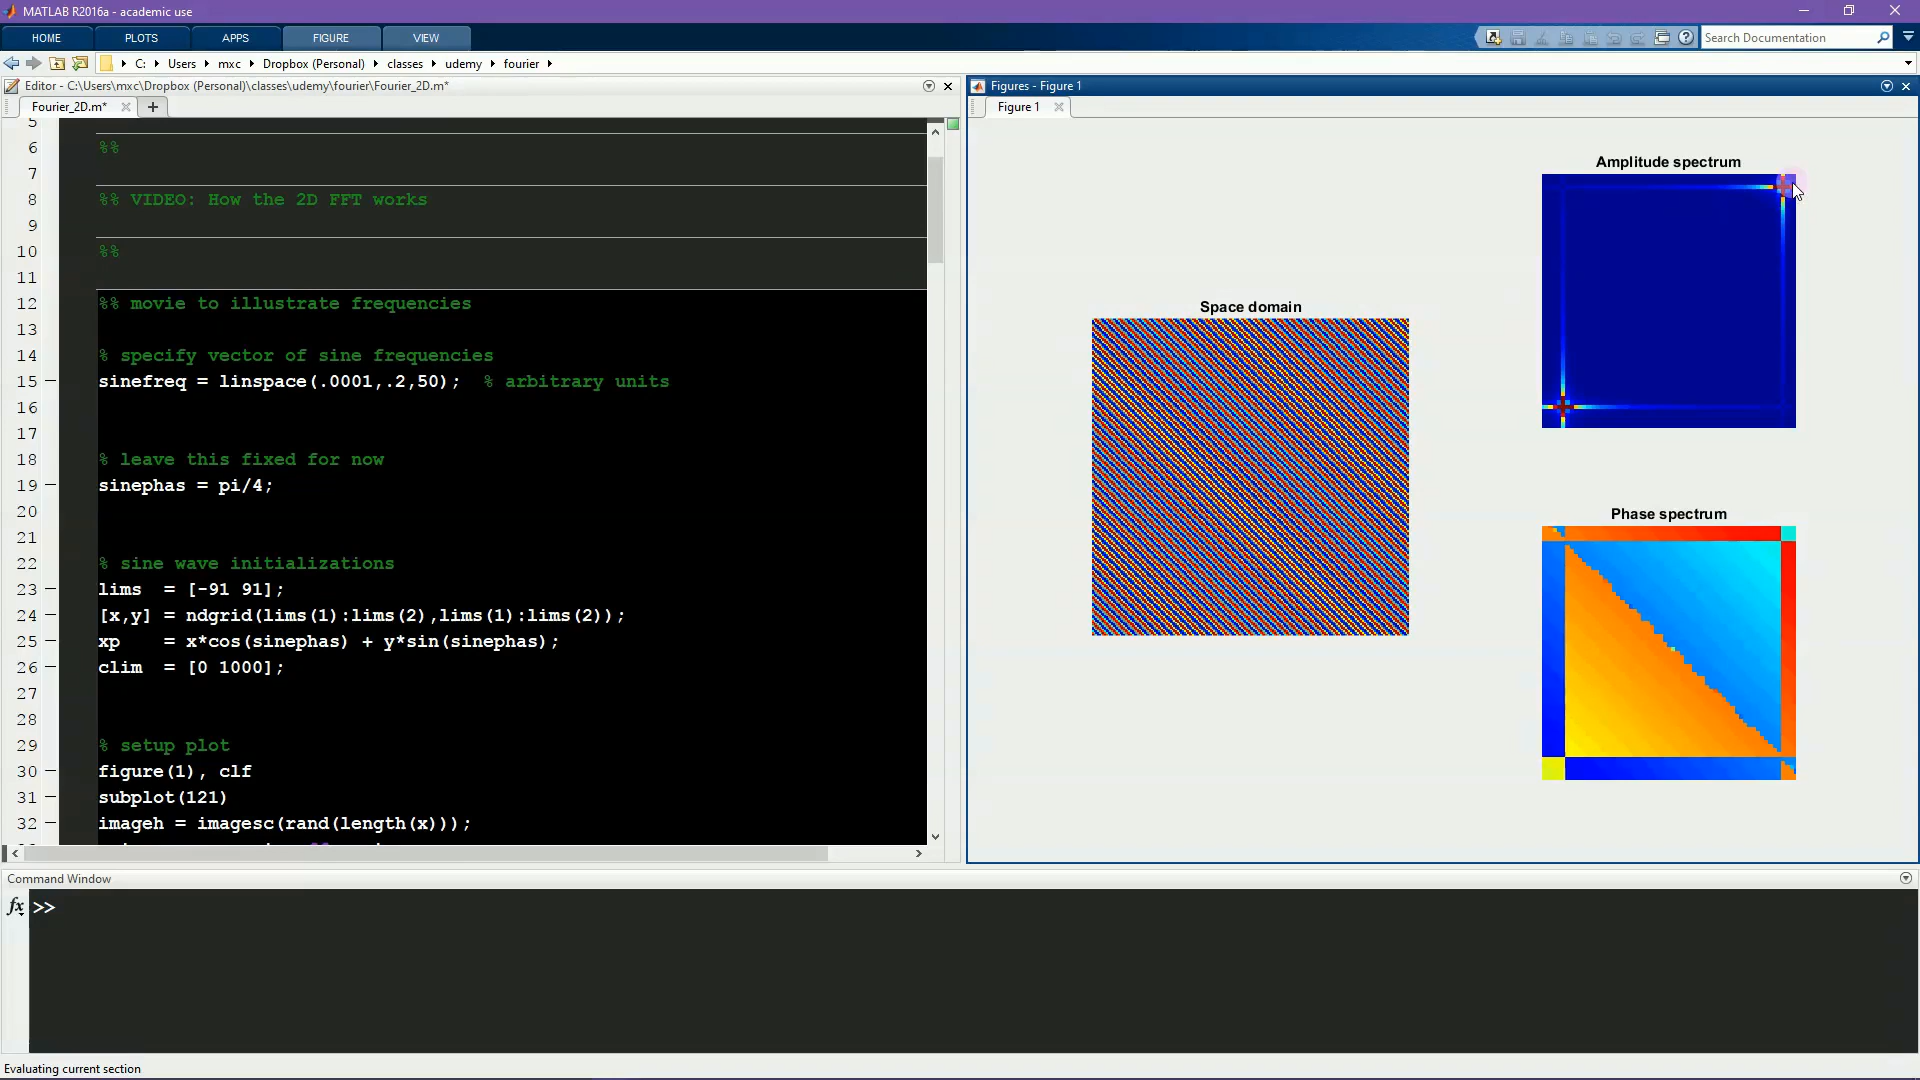 MATLAB R2016a - academic use
HOME PLOTS APPS FIGURE VIEW
Search Documentation
C: Users mxc Dropbox (Personal) classes udemy fourier
Editor - C:\Users\mxc\Dropbox (Personal)\classes\udemy\fourier\Fourier_2D.m*
Fourier_2D.m*
5
6 %%
7
8 %% VIDEO: How the 2D FFT works
9
10 %%
11
12 %% movie to illustrate frequencies
13
14 % specify vector of sine frequencies
15 sinefreq = linspace(.0001,.2,50); % arbitrary units
16
17
18 % leave this fixed for now
19 sinephas = pi/4;
20
21
22 % sine wave initializations
23 lims = [-91 91];
24 [x,y] = ndgrid(lims(1):lims(2),lims(1):lims(2));
25 xp = x*cos(sinephas) + y*sin(sinephas);
26 clim = [0 1000];
27
28
29 % setup plot
30 figure(1), clf
31 subplot(121)
32 imageh = imagesc(rand(length(x)));
Figures - Figure 1
Figure 1
Amplitude spectrum
Space domain
Phase spectrum
Command Window
fx >>
Evaluating current section